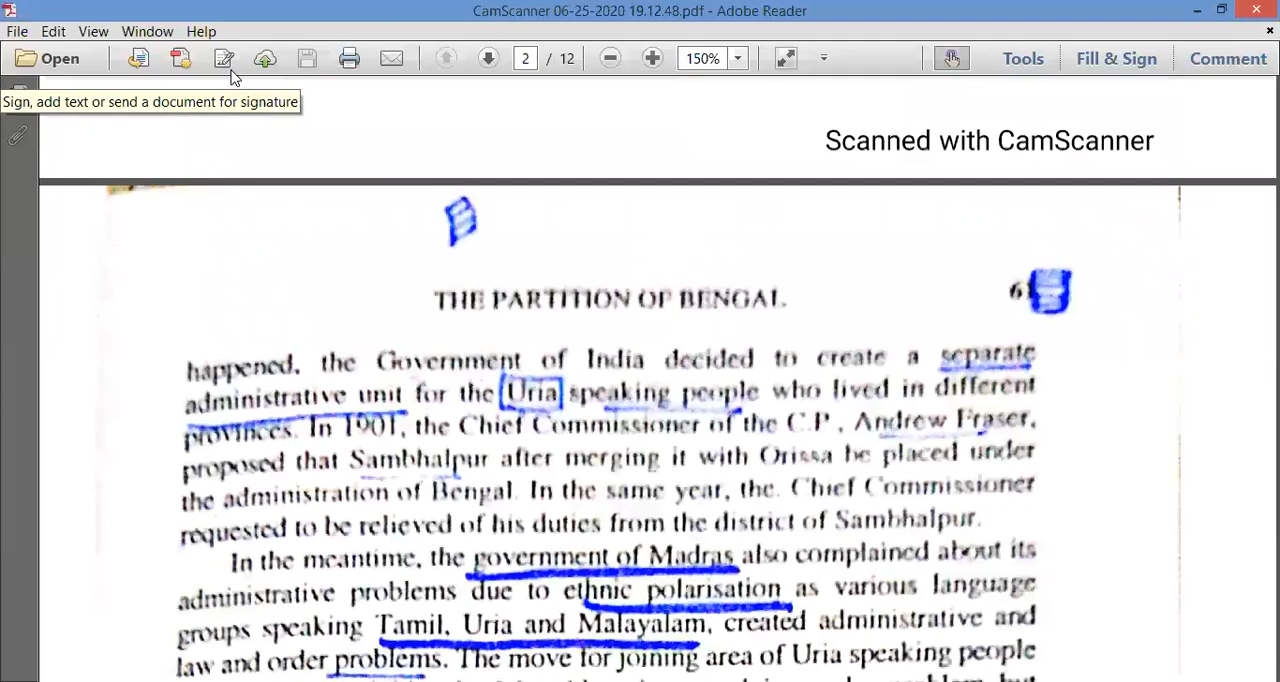 CamScanner 06-25-2020 19.12.48.pdf - Adobe Reader
File Edit View Window Help
Open 2 / 12 150% Tools Fill & Sign Comment
Sign, add text or send a document for signature
Scanned with CamScanner
THE PARTITION OF BENGAL
happened, the Government of India decided to create a separate
administrative unit for the Uria speaking people who lived in different
provinces. In 1901, the Chief Commissioner of the C.P, Andrew Fraser,
proposed that Sambhalpur after merging it with Orissa be placed under
the administration of Bengal. In the same year, the. Chief Commissioner
requested to be relieved of his duties from the district of Sambhalpur.
In the meantime, the government of Madras also complained about its
administrative problems due to ethnic polarisation as various language
groups speaking Tamil, Uria and Malayalam, created administrative and
law and order problems. The move for joining area of Uria speaking people